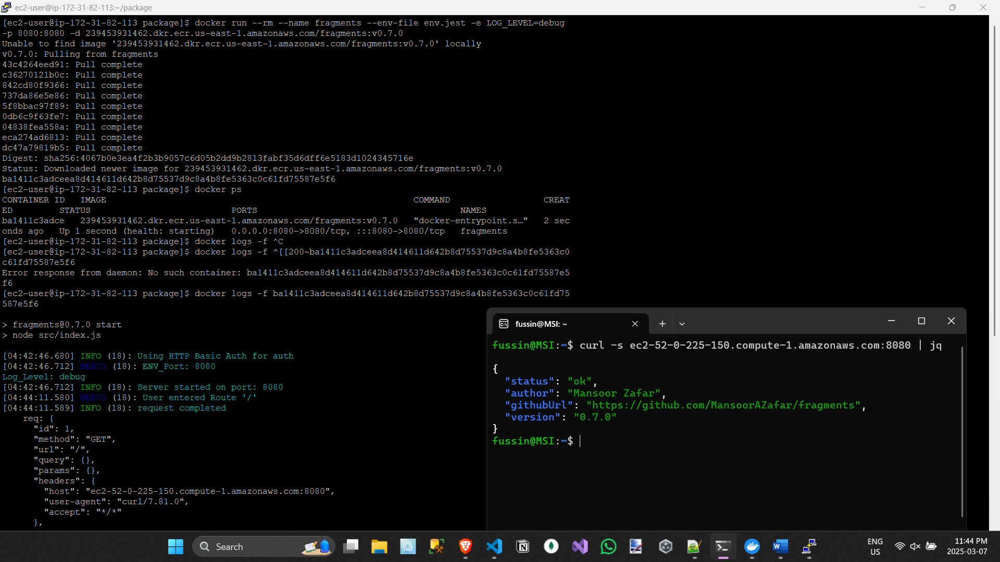 ec2-user@ip-172-31-82-113:~/package
[ec2-user@ip-172-31-82-113 package]$ docker run --rm --name fragments --env-file env.jest -e LOG_LEVEL=debug
-p 8080:8080 -d 239453931462.dkr.ecr.us-east-1.amazonaws.com/fragments:v0.7.0
Unable to find image '239453931462.dkr.ecr.us-east-1.amazonaws.com/fragments:v0.7.0' locally
v0.7.0: Pulling from fragments
43c4264eed91: Pull complete
c36270121b0c: Pull complete
842cd80f9366: Pull complete
737da86e5e86: Pull complete
5f8bbac97f89: Pull complete
0db6c9f63fe7: Pull complete
04838fea558a: Pull complete
eca274ad6813: Pull complete
dc47a79819b5: Pull complete
Digest: sha256:4067b0e3ea4f2b3b9057c6d05b2dd9b2813fabf35d6dff6e5183d1024345716e
Status: Downloaded newer image for 239453931462.dkr.ecr.us-east-1.amazonaws.com/fragments:v0.7.0
ba1411c3adceea8d414611d642b8d75537d9c8a4b8fe5363c0c61fd75587e5f6
[ec2-user@ip-172-31-82-113 package]$ docker ps
CONTAINER ID   IMAGE   COMMAND   CREAT
ED   STATUS   PORTS   NAMES
ba1411c3adce   239453931462.dkr.ecr.us-east-1.amazonaws.com/fragments:v0.7.0   "docker-entrypoint.s…"   2 sec
onds ago   Up 1 second (health: starting)   0.0.0.0:8080->8080/tcp, :::8080->8080/tcp   fragments
[ec2-user@ip-172-31-82-113 package]$ docker logs -f ^C
[ec2-user@ip-172-31-82-113 package]$ docker logs -f ^[[200~ba1411c3adceea8d414611d642b8d75537d9c8a4b8fe5363c0
c61fd75587e5f6
Error response from daemon: No such container: ba1411c3adceea8d414611d642b8d75537d9c8a4b8fe5363c0c61fd75587e5
f6
[ec2-user@ip-172-31-82-113 package]$ docker logs -f ba1411c3adceea8d414611d642b8d75537d9c8a4b8fe5363c0c61fd75
587e5f6
> fragments@0.7.0 start
> node src/index.js
[04:42:46.680] INFO (18): Using HTTP Basic Auth for auth
[04:42:46.712] DEBUG (18): ENV_Port: 8080
Log_Level: debug
[04:42:46.712] INFO (18): Server started on port: 8080
[04:44:11.580] DEBUG (18): User entered Route '/'
[04:44:11.589] INFO (18): request completed
req: {
"id": 1,
"method": "GET",
"url": "/",
"query": {},
"params": {},
"headers": {
"host": "ec2-52-0-225-150.compute-1.amazonaws.com:8080",
"user-agent": "curl/7.81.0",
"accept": "*/*"
},
fussin@MSI: ~
fussin@MSI:~$ curl -s ec2-52-0-225-150.compute-1.amazonaws.com:8080 | jq
{
"status": "ok",
"author": "Mansoor Zafar",
"githubUrl": "https://github.com/MansoorAZafar/fragments",
"version": "0.7.0"
}
fussin@MSI:~$
Search
ENG
US
11:44 PM
2025-03-07